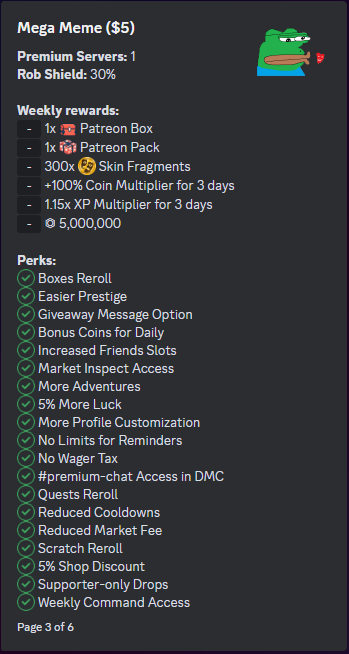 Mega Meme ($5)
Premium Servers: 1
Rob Shield: 30%
Weekly rewards:
- 1x Patreon Box
- 1x Patreon Pack
- 300x Skin Fragments
- +100% Coin Multiplier for 3 days
- 1.15x XP Multiplier for 3 days
- ⏣ 5,000,000
Perks:
Boxes Reroll
Easier Prestige
Giveaway Message Option
Bonus Coins for Daily
Increased Friends Slots
Market Inspect Access
More Adventures
5% More Luck
More Profile Customization
No Limits for Reminders
No Wager Tax
#premium-chat Access in DMC
Quests Reroll
Reduced Cooldowns
Reduced Market Fee
Scratch Reroll
5% Shop Discount
Supporter-only Drops
Weekly Command Access
Page 3 of 6